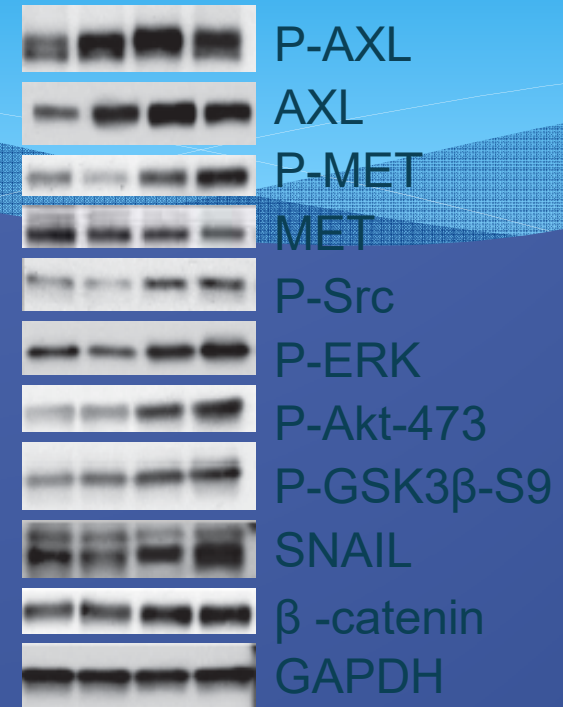 P-AXL
AXL
P-MET
MET
P-Src
P-ERK
P-Akt-473
P-GSK3β-S9
SNAIL
β -catenin
GAPDH